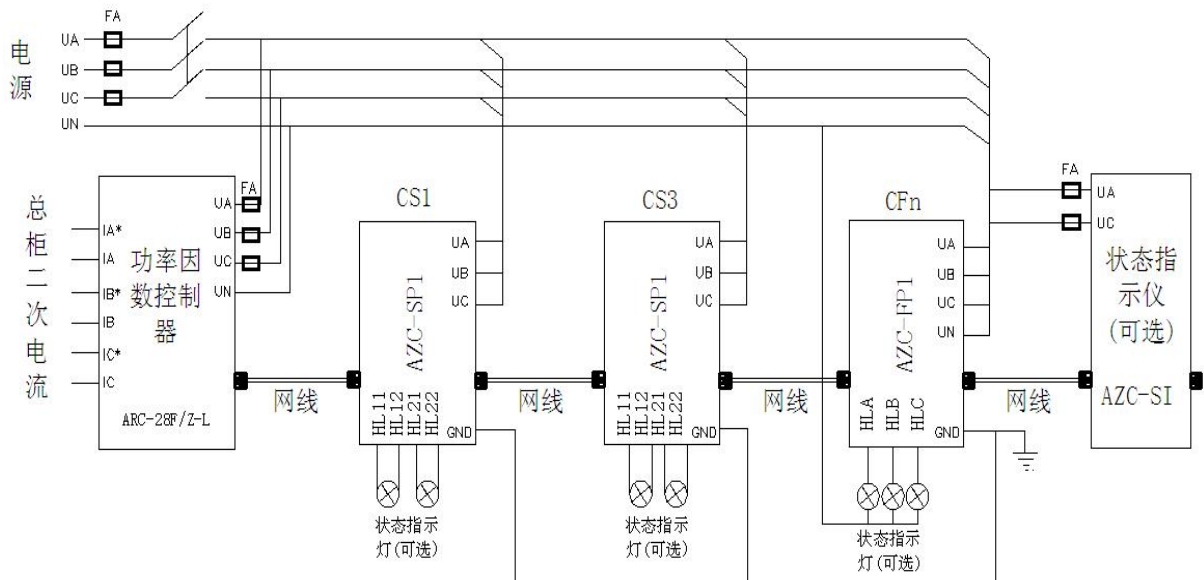 电源
FA
UA
UB
UC
UN
总柜二次电流
IA*
IA
IB*
IB
IC*
IC
功率因
数控制
器
ARC-28F/Z-L
FA
UA
UB
UC
UN
网线
CS1
UA
UB
UC
AZC-SP1
HL11
HL12
HL21
HL22
GND
状态指示
灯(可选)
网线
CS3
UA
UB
UC
AZC-SP1
HL11
HL12
HL21
HL22
GND
状态指示
灯(可选)
网线
CFn
UA
UB
UC
UN
AZC-FP1
HLA
HLB
HLC
GND
状态指示
灯(可选)
网线
FA
UA
UC
状态指
示仪
(可选)
AZC-SI